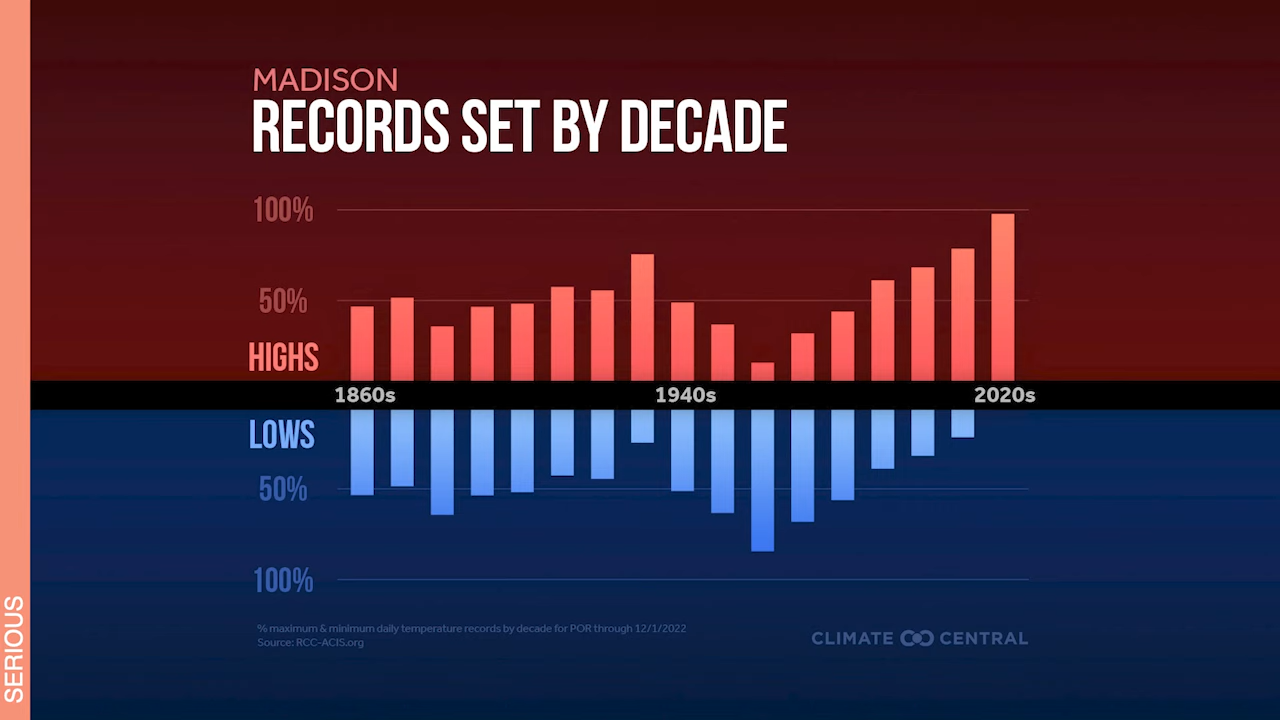 MADISON
RECORDS SET BY DECADE
100%
50%
HIGHS
1860s 1940s 2020s
LOWS
50%
100%
% maximum & minimum daily temperature records by decade for POR through 12/1/2022
Source: RCC-ACIS.org
CLIMATE CENTRAL
SERIOUS